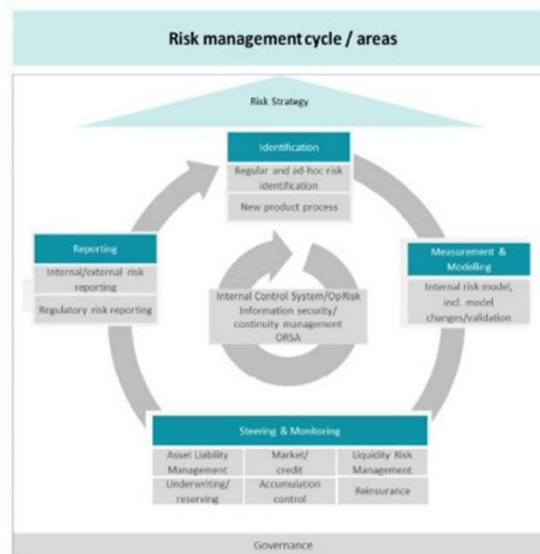 Risk management cycle / areas
Risk Strategy
Identification
Regular and ad-hoc risk
identification
New product process
Reporting
Internal/external risk
reporting
Regulatory risk reporting
Measurement &
Modelling
Internal risk model,
incl. model
changes/validation
Internal Control System/OpRisk
Information security/
continuity management
ORSA
Steering & Monitoring
Asset Liability
Management
Market/
credit
Liquidity Risk
Management
Underwriting/
reserving
Accumulation
control
Reinsurance
Governance